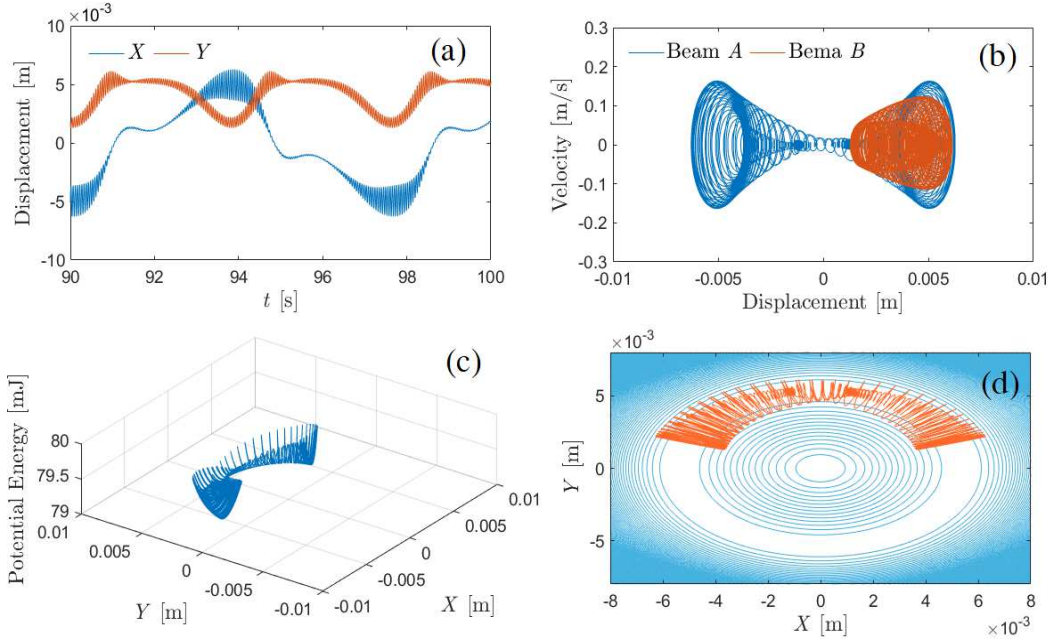 ×10⁻³
X Y (a)
10
5
0
-5
-10
Displacement [m]
90 92 94 96 98 100
t [s]
Beam A Bema B (b)
0.3
0.2
0.1
0
-0.1
-0.2
-0.3
Velocity [m/s]
-0.01 -0.005 0 0.005 0.01
Displacement [m]
(c)
Potential Energy [mJ]
80
79.5
79
0.01
0.005
0
-0.005
-0.01
Y [m]
0.01
0.005
0
-0.005
-0.01
X [m]
×10⁻³
(d)
5
0
-5
Y [m]
-8 -6 -4 -2 0 2 4 6 8
X [m]
×10⁻³